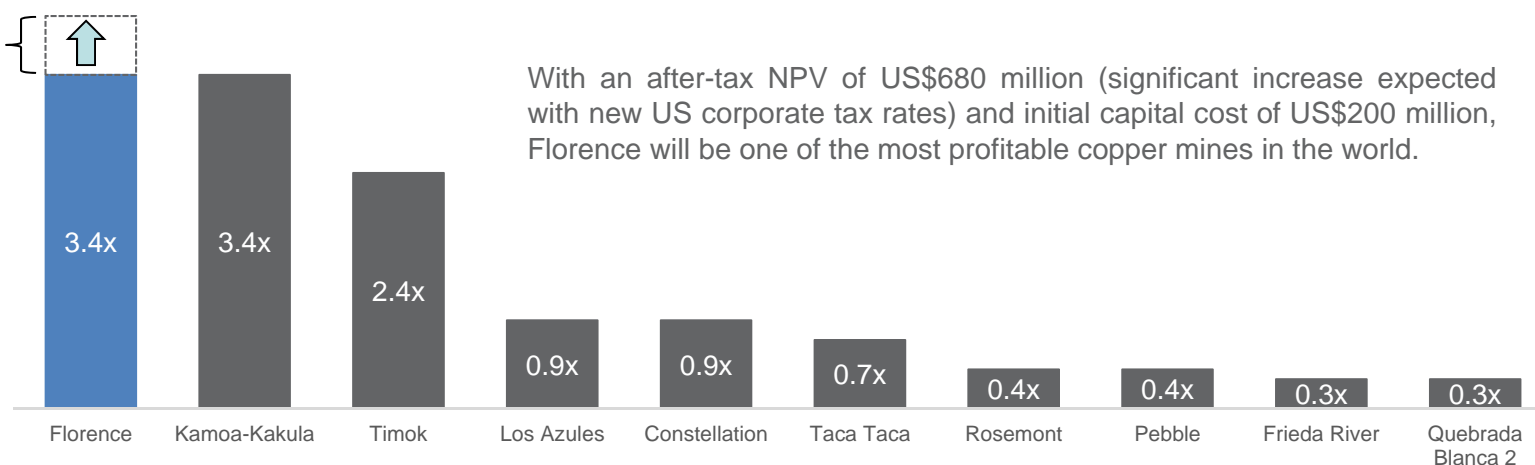 With an after-tax NPV of US$680 million (significant increase expected
with new US corporate tax rates) and initial capital cost of US$200 million,
Florence will be one of the most profitable copper mines in the world.
3.4x
3.4x
2.4x
0.9x
0.9x
0.7x
0.4x
0.4x
0.3x
0.3x
Florence
Kamoa-Kakula
Timok
Los Azules
Constellation
Taca Taca
Rosemont
Pebble
Frieda River
Quebrada
Blanca 2